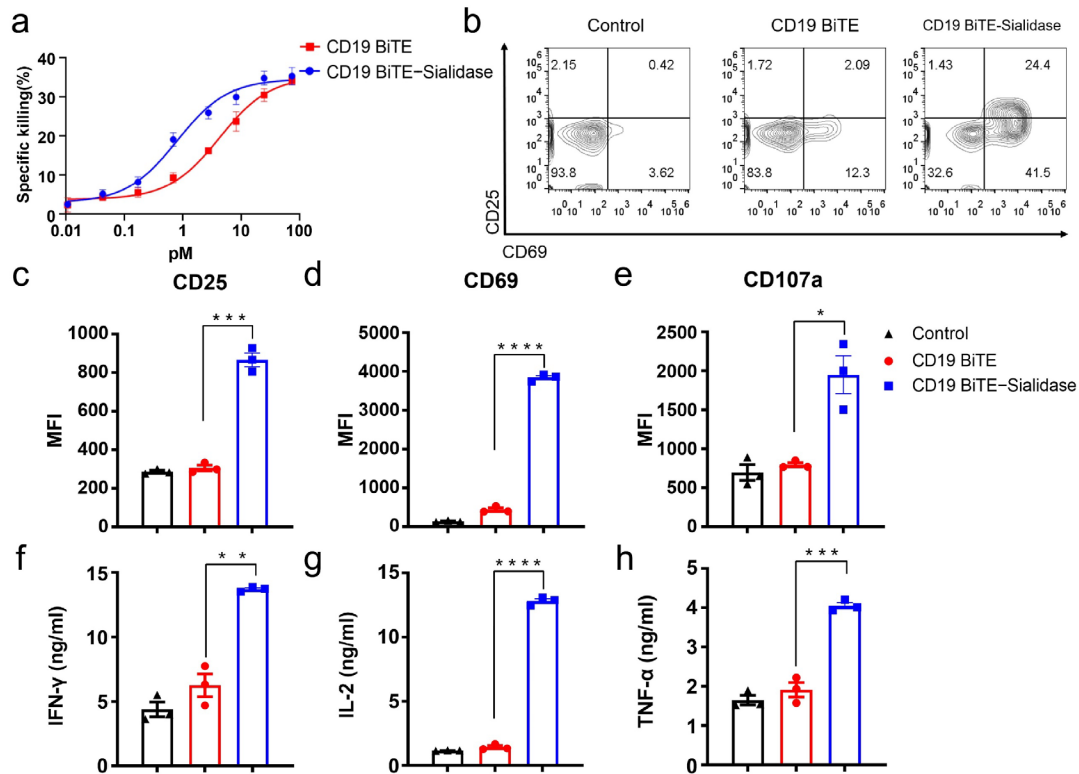 a
CD19 BiTE
CD19 BiTE-Sialidase
40
30
20
10
0
Specific killing(%)
0.01 0.1 1 10 100
pM
b
Control CD19 BiTE CD19 BiTE-Sialidase
2.15 0.42 1.72 2.09 1.43 24.4
93.8 3.62 83.8 12.3 32.6 41.5
CD25
CD69
c
CD25
1000
800
600
400
200
0
MFI
***
d
CD69
5000
4000
3000
2000
1000
0
MFI
****
e
CD107a
2500
2000
1500
1000
500
0
MFI
*
Control
CD19 BiTE
CD19 BiTE-Sialidase
f
15
10
5
0
IFN-γ (ng/ml)
* *
g
15
10
5
0
IL-2 (ng/ml)
****
h
5
4
3
2
1
0
TNF-α (ng/ml)
***